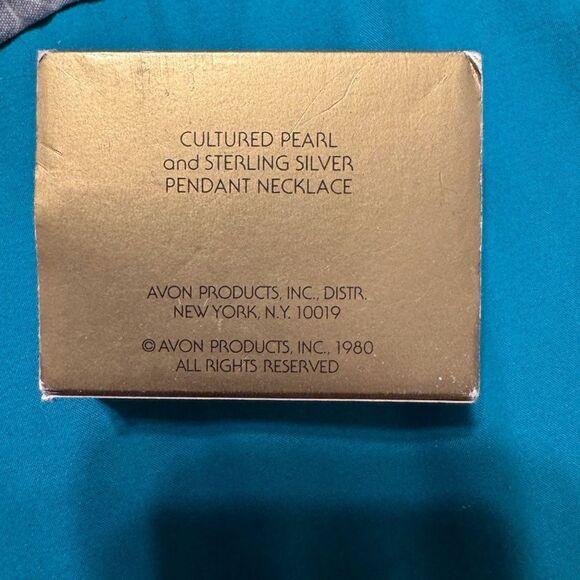 CULTURED PEARL
and STERLING SILVER
PENDANT NECKLACE
AVON PRODUCTS, INC., DISTR.
NEW YORK, N.Y. 10019
© AVON PRODUCTS, INC., 1980
ALL RIGHTS RESERVED